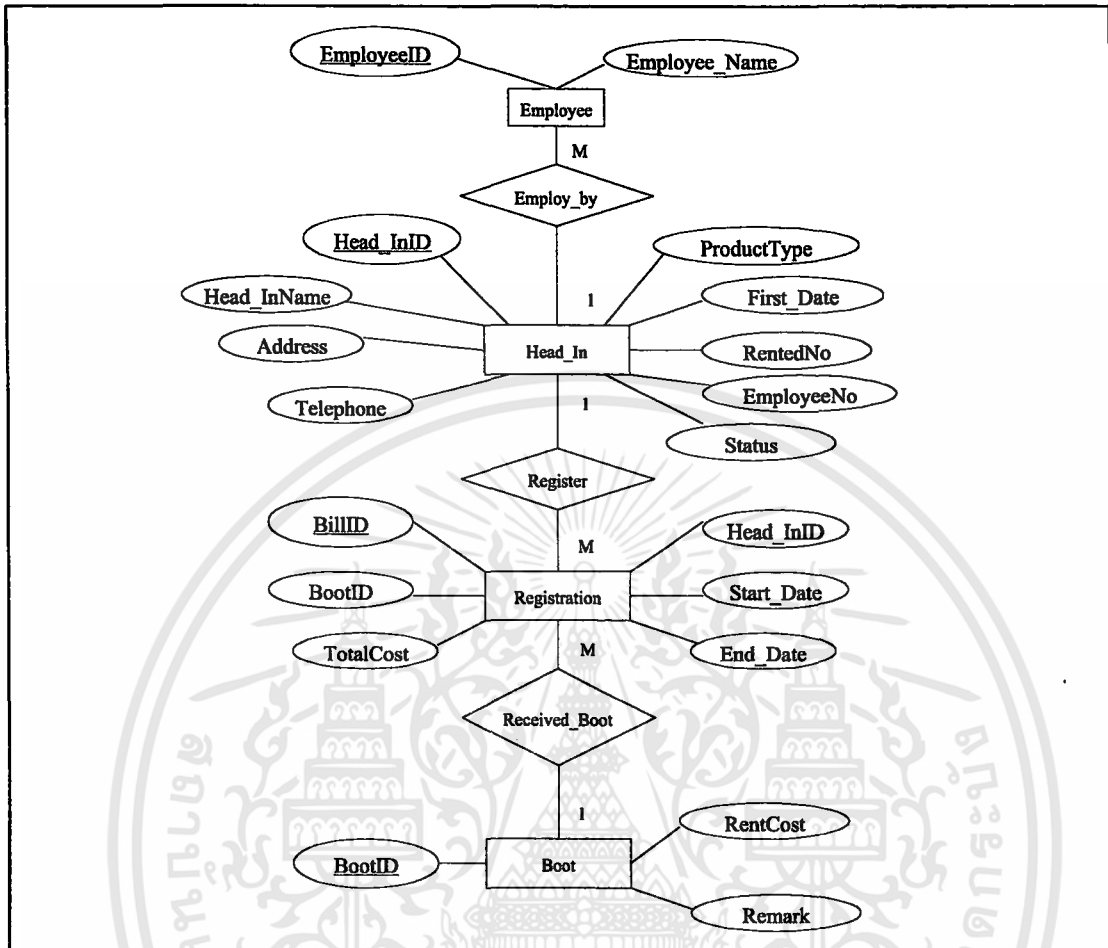 EmployeeID
Employee_Name
Employee
M
Employ_by
Head_InID
ProductType
1
Head_InName
First_Date
Address
Head_In
RentedNo
Telephone
EmployeeNo
1
Status
Register
BillID
Head_InID
M
BootID
Registration
Start_Date
TotalCost
M
End_Date
Received_Boot
1
RentCost
BootID
Boot
Remark